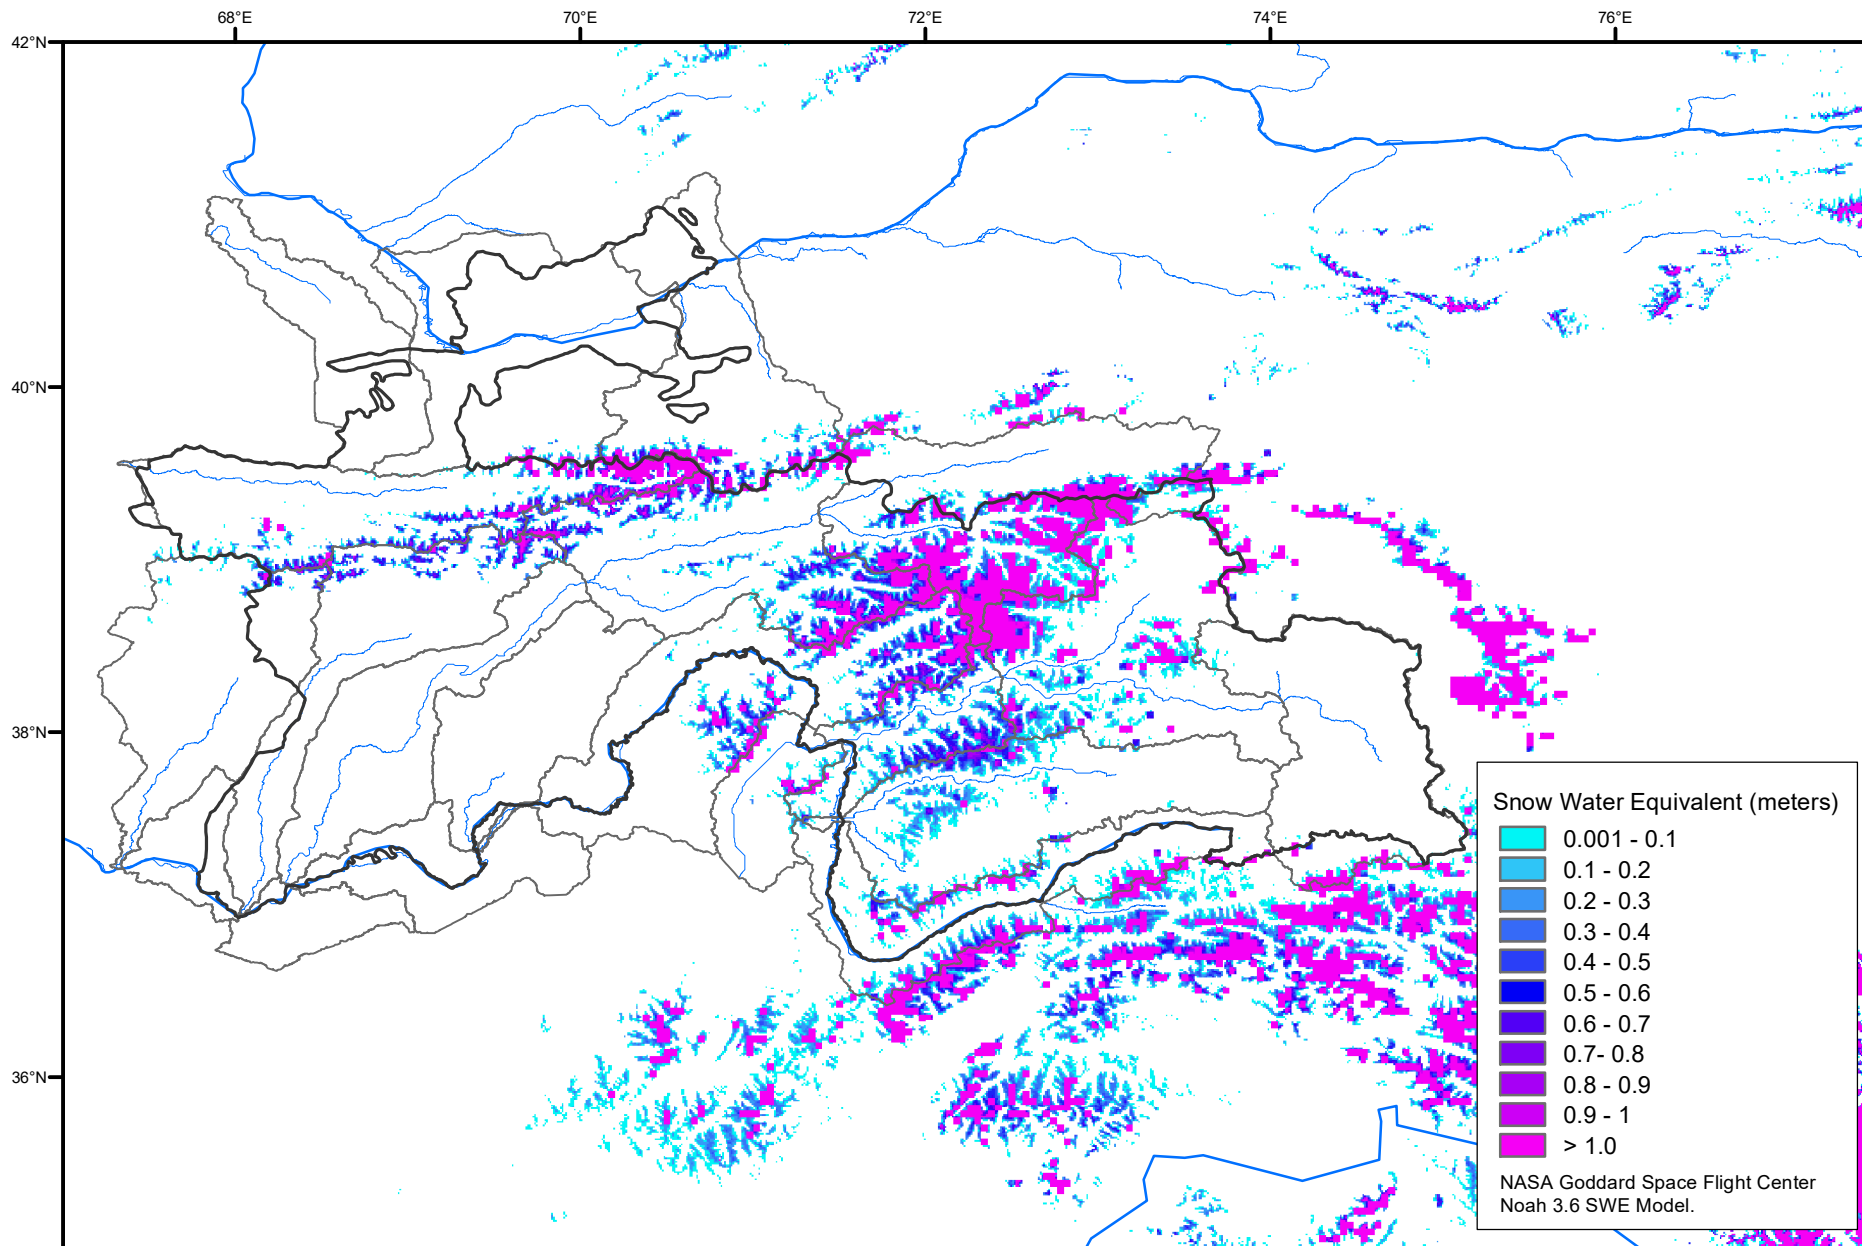 68°E 70°E 72°E 74°E 76°E
42°N
40°N
38°N
36°N
Snow Water Equivalent (meters)
0.001 - 0.1
0.1 - 0.2
0.2 - 0.3
0.3 - 0.4
0.4 - 0.5
0.5 - 0.6
0.6 - 0.7
0.7- 0.8
0.8 - 0.9
0.9 - 1
> 1.0
NASA Goddard Space Flight Center
Noah 3.6 SWE Model.